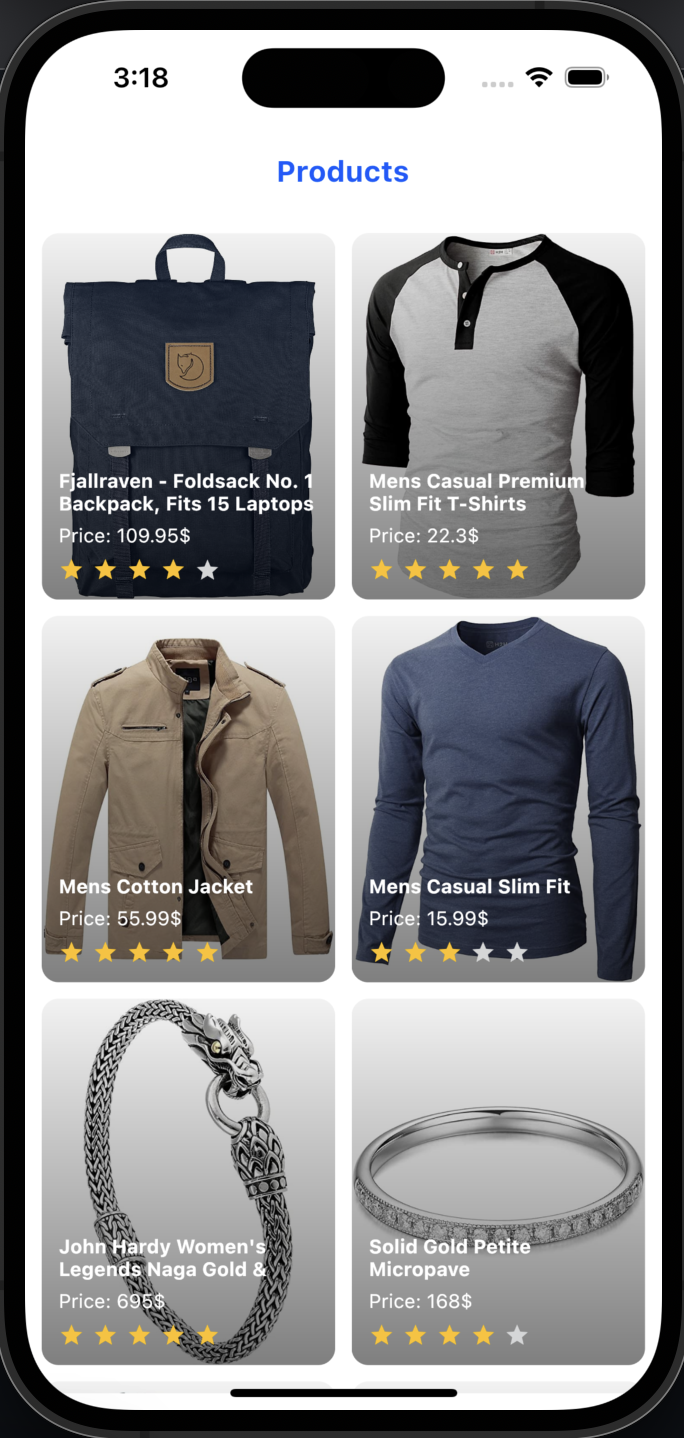 3:18
Products
Fjallraven - Foldsack No. 1
Backpack, Fits 15 Laptops
Price: 109.95$
Mens Casual Premium
Slim Fit T-Shirts
Price: 22.3$
Mens Cotton Jacket
Price: 55.99$
Mens Casual Slim Fit
Price: 15.99$
John Hardy Women's
Legends Naga Gold &
Price: 695$
Solid Gold Petite
Micropave
Price: 168$